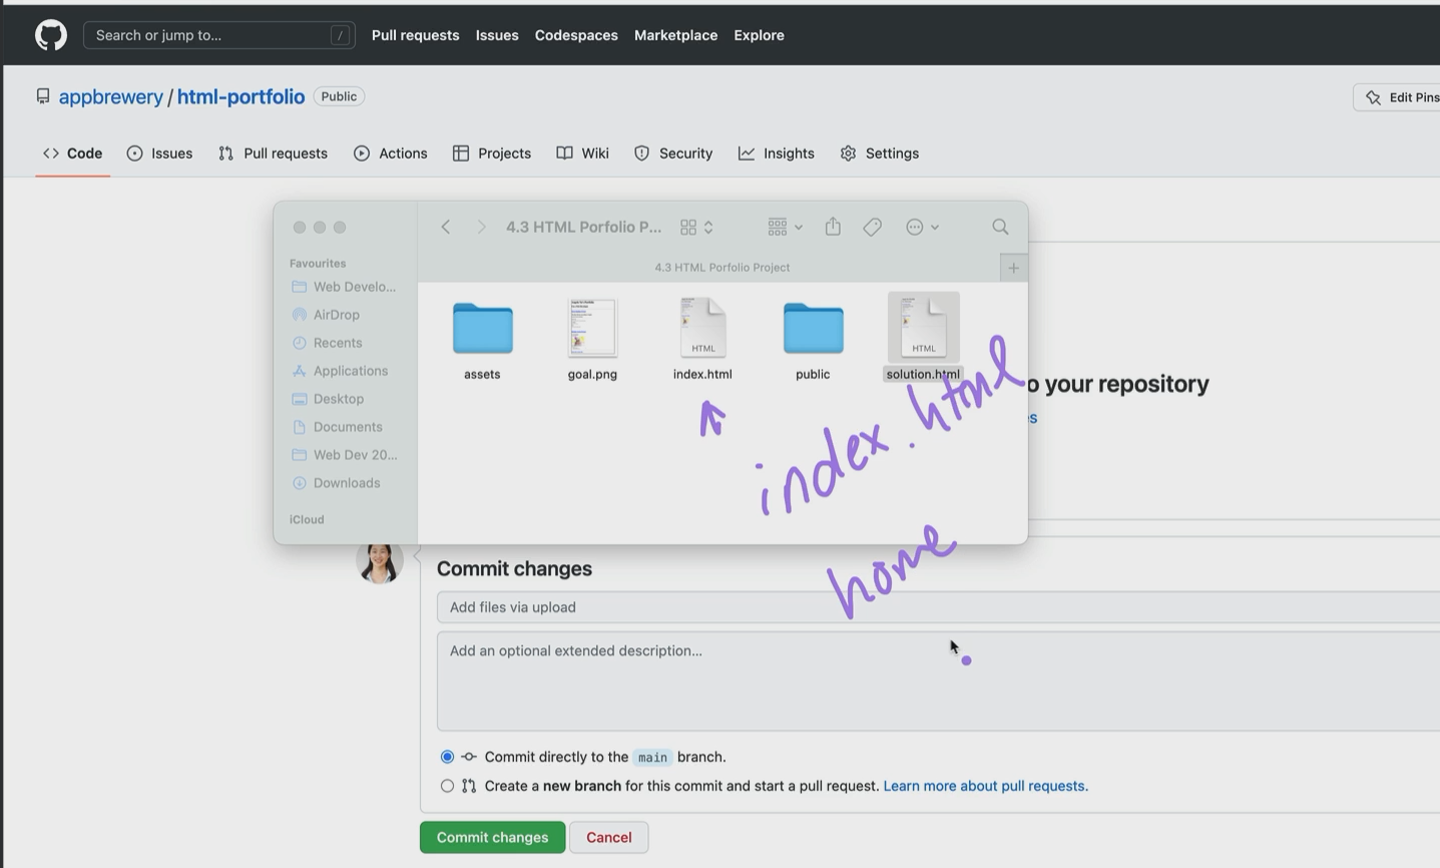 Search or jump to... /
Pull requests Issues Codespaces Marketplace Explore
appbrewery / html-portfolio Public
Edit Pins
Code Issues Pull requests Actions Projects Wiki Security Insights Settings
4.3 HTML Porfolio P...
4.3 HTML Porfolio Project
+
Favourites
Web Develo...
AirDrop
Recents
Applications
Desktop
Documents
Web Dev 20...
Downloads
iCloud
HTML
HTML
assets
goal.png
index.html
public
solution.html
o your repository
s
index.html
home
Commit changes
Add files via upload
Add an optional extended description...
Commit directly to the main branch.
Create a new branch for this commit and start a pull request. Learn more about pull requests.
Commit changes
Cancel